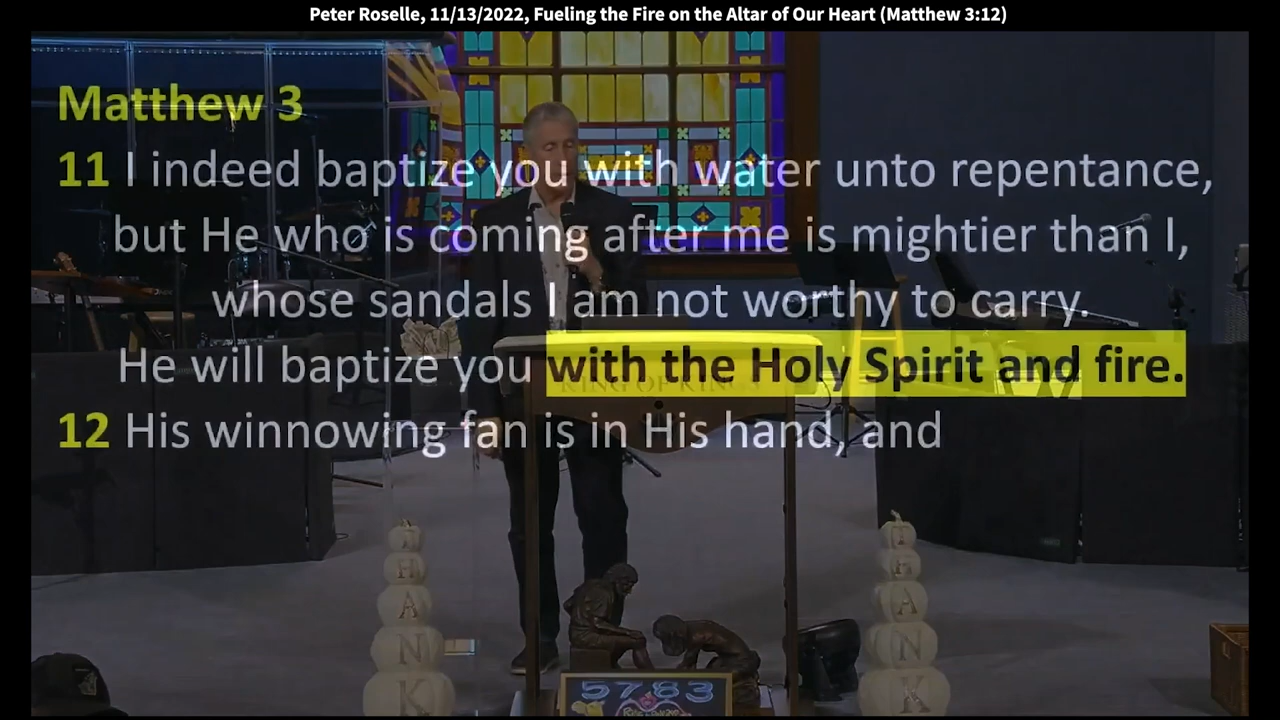 Peter Roselle, 11/13/2022, Fueling the Fire on the Altar of Our Heart (Matthew 3:12)
Matthew 3
11 I indeed baptize you with water unto repentance,
but He who is coming after me is mightier than I,
whose sandals I am not worthy to carry.
He will baptize you with the Holy Spirit and fire.
KING OF KINGS
12 His winnowing fan is in His hand, and
T
H
A
N
K
T
H
A
N
K
5783